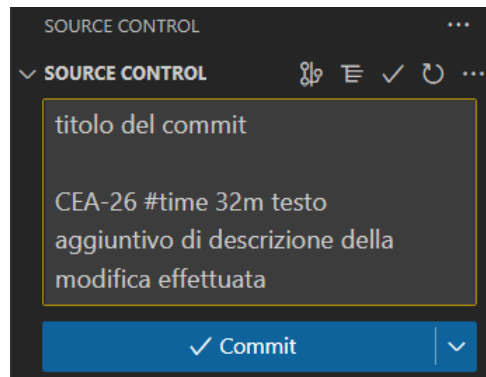 SOURCE CONTROL
SOURCE CONTROL
titolo del commit
CEA-26 #time 32m testo
aggiuntivo di descrizione della
modifica effettuata
Commit